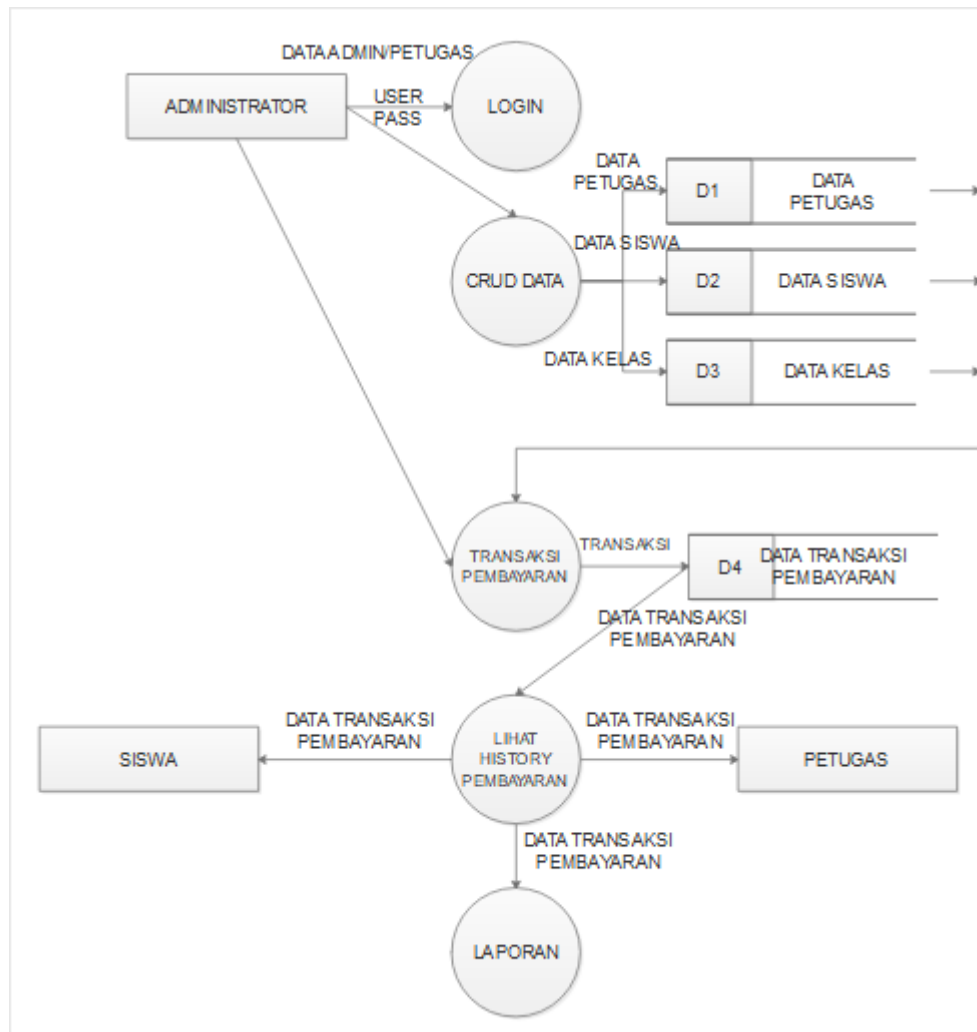 DATA ADMIN/PETUGAS
ADMINISTRATOR
USER
PASS
LOGIN
DATA
PETUGAS
D1
DATA
PETUGAS
DATA SISWA
CRUD DATA
D2
DATA SISWA
DATA KELAS
D3
DATA KELAS
TRANSAKSI
PEMBAYARAN
TRANSAKSI
D4
DATA TRANSAKSI
PEMBAYARAN
DATA TRANSAKSI
PEMBAYARAN
SISWA
DATA TRANSAKSI
PEMBAYARAN
LIHAT
HISTORY
PEMBAYARAN
DATA TRANSAKSI
PEMBAYARAN
PETUGAS
DATA TRANSAKSI
PEMBAYARAN
LAPORAN